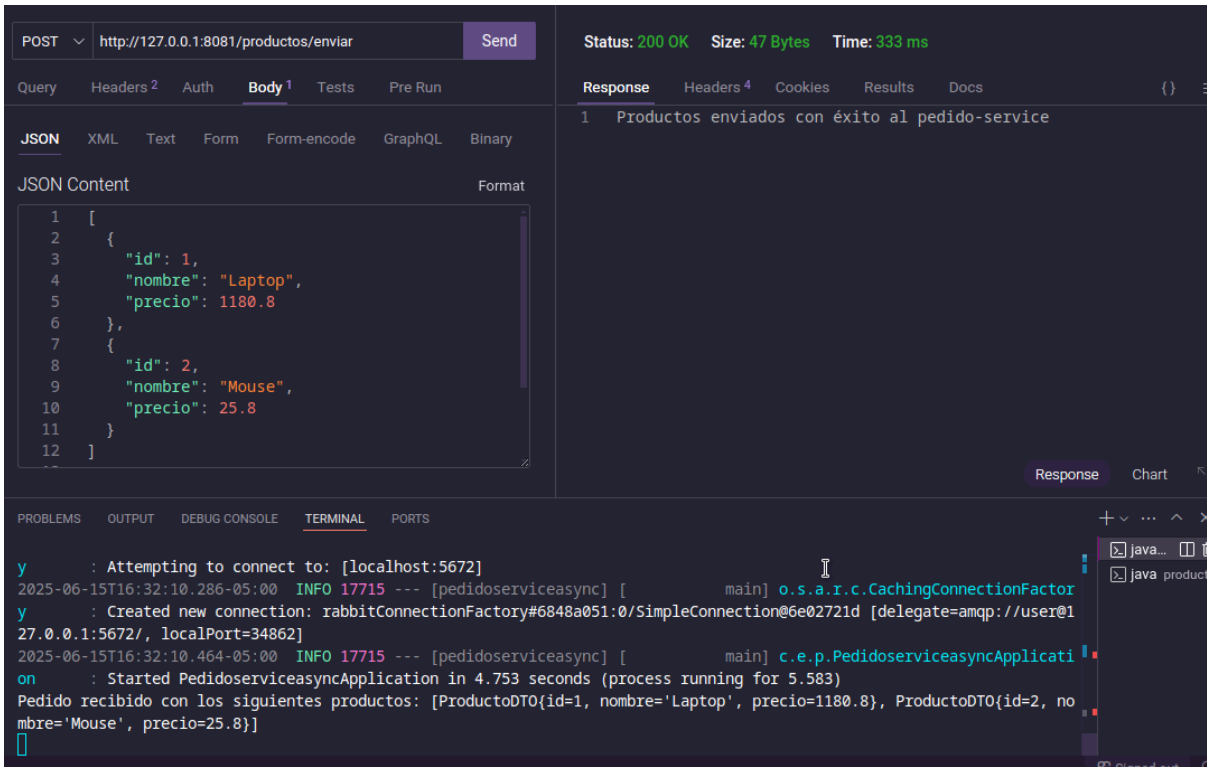 POST http://127.0.0.1:8081/productos/enviar Send
Query Headers 2 Auth Body 1 Tests Pre Run
JSON XML Text Form Form-encode GraphQL Binary
JSON Content Format
1 [
2 {
3 "id": 1,
4 "nombre": "Laptop",
5 "precio": 1180.8
6 },
7 {
8 "id": 2,
9 "nombre": "Mouse",
10 "precio": 25.8
11 }
12 ]
Status: 200 OK Size: 47 Bytes Time: 333 ms
Response Headers 4 Cookies Results Docs {}
1 Productos enviados con éxito al pedido-service
Response Chart
PROBLEMS OUTPUT DEBUG CONSOLE TERMINAL PORTS
y : Attempting to connect to: [localhost:5672]
2025-06-15T16:32:10.286-05:00 INFO 17715 --- [pedidoserviceasync] [ main] o.s.a.r.c.CachingConnectionFactor
y : Created new connection: rabbitConnectionFactory#6848a051:0/SimpleConnection@6e02721d [delegate=amqp://user@1
27.0.0.1:5672/, localPort=34862]
2025-06-15T16:32:10.464-05:00 INFO 17715 --- [pedidoserviceasync] [ main] c.e.p.PedidoserviceasyncApplicati
on : Started PedidoserviceasyncApplication in 4.753 seconds (process running for 5.583)
Pedido recibido con los siguientes productos: [ProductoDTO{id=1, nombre='Laptop', precio=1180.8}, ProductoDTO{id=2, no
mbre='Mouse', precio=25.8}]
java...
java product